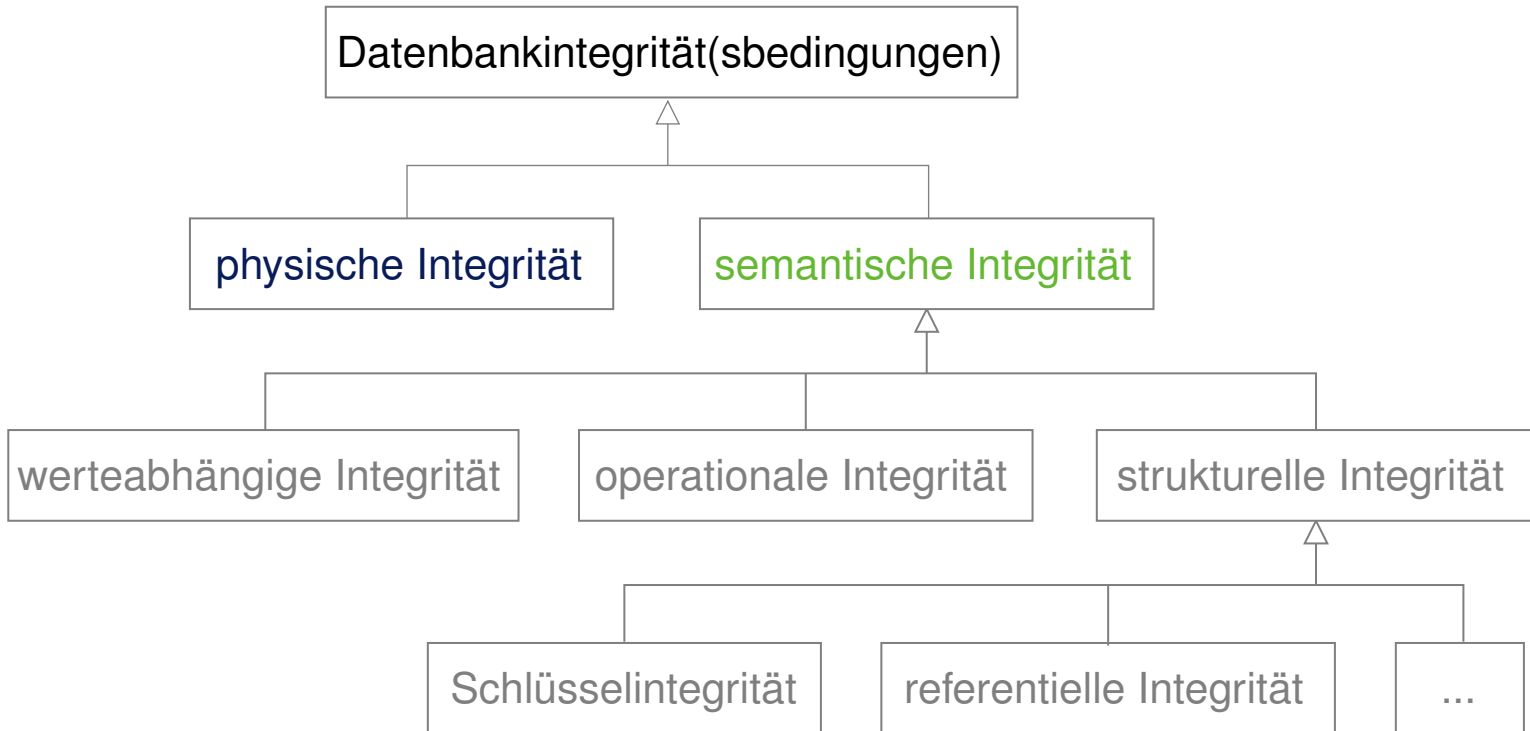 Datenbankintegrität(sbedingungen)
physische Integrität
semantische Integrität
werteabhängige Integrität
operationale Integrität
strukturelle Integrität
Schlüsselintegrität
referentielle Integrität
...